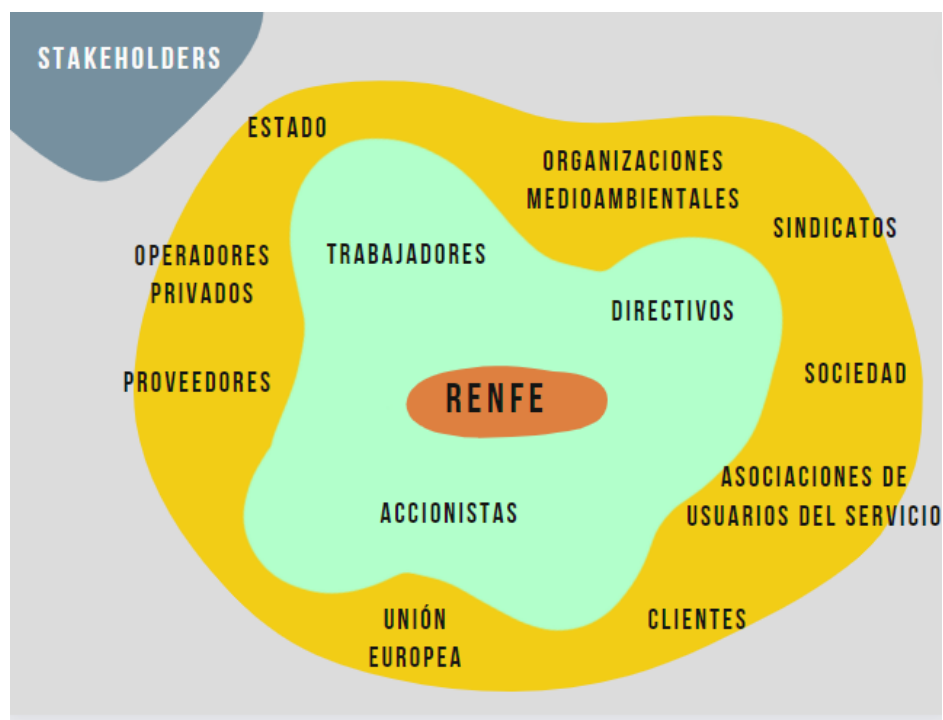 STAKEHOLDERS
ESTADO
ORGANIZACIONES
MEDIOAMBIENTALES
SINDICATOS
OPERADORES
PRIVADOS
TRABAJADORES
DIRECTIVOS
PROVEEDORES
RENFE
SOCIEDAD
ASOCIACIONES DE
USUARIOS DEL SERVICIO
ACCIONISTAS
UNIÓN
EUROPEA
CLIENTES